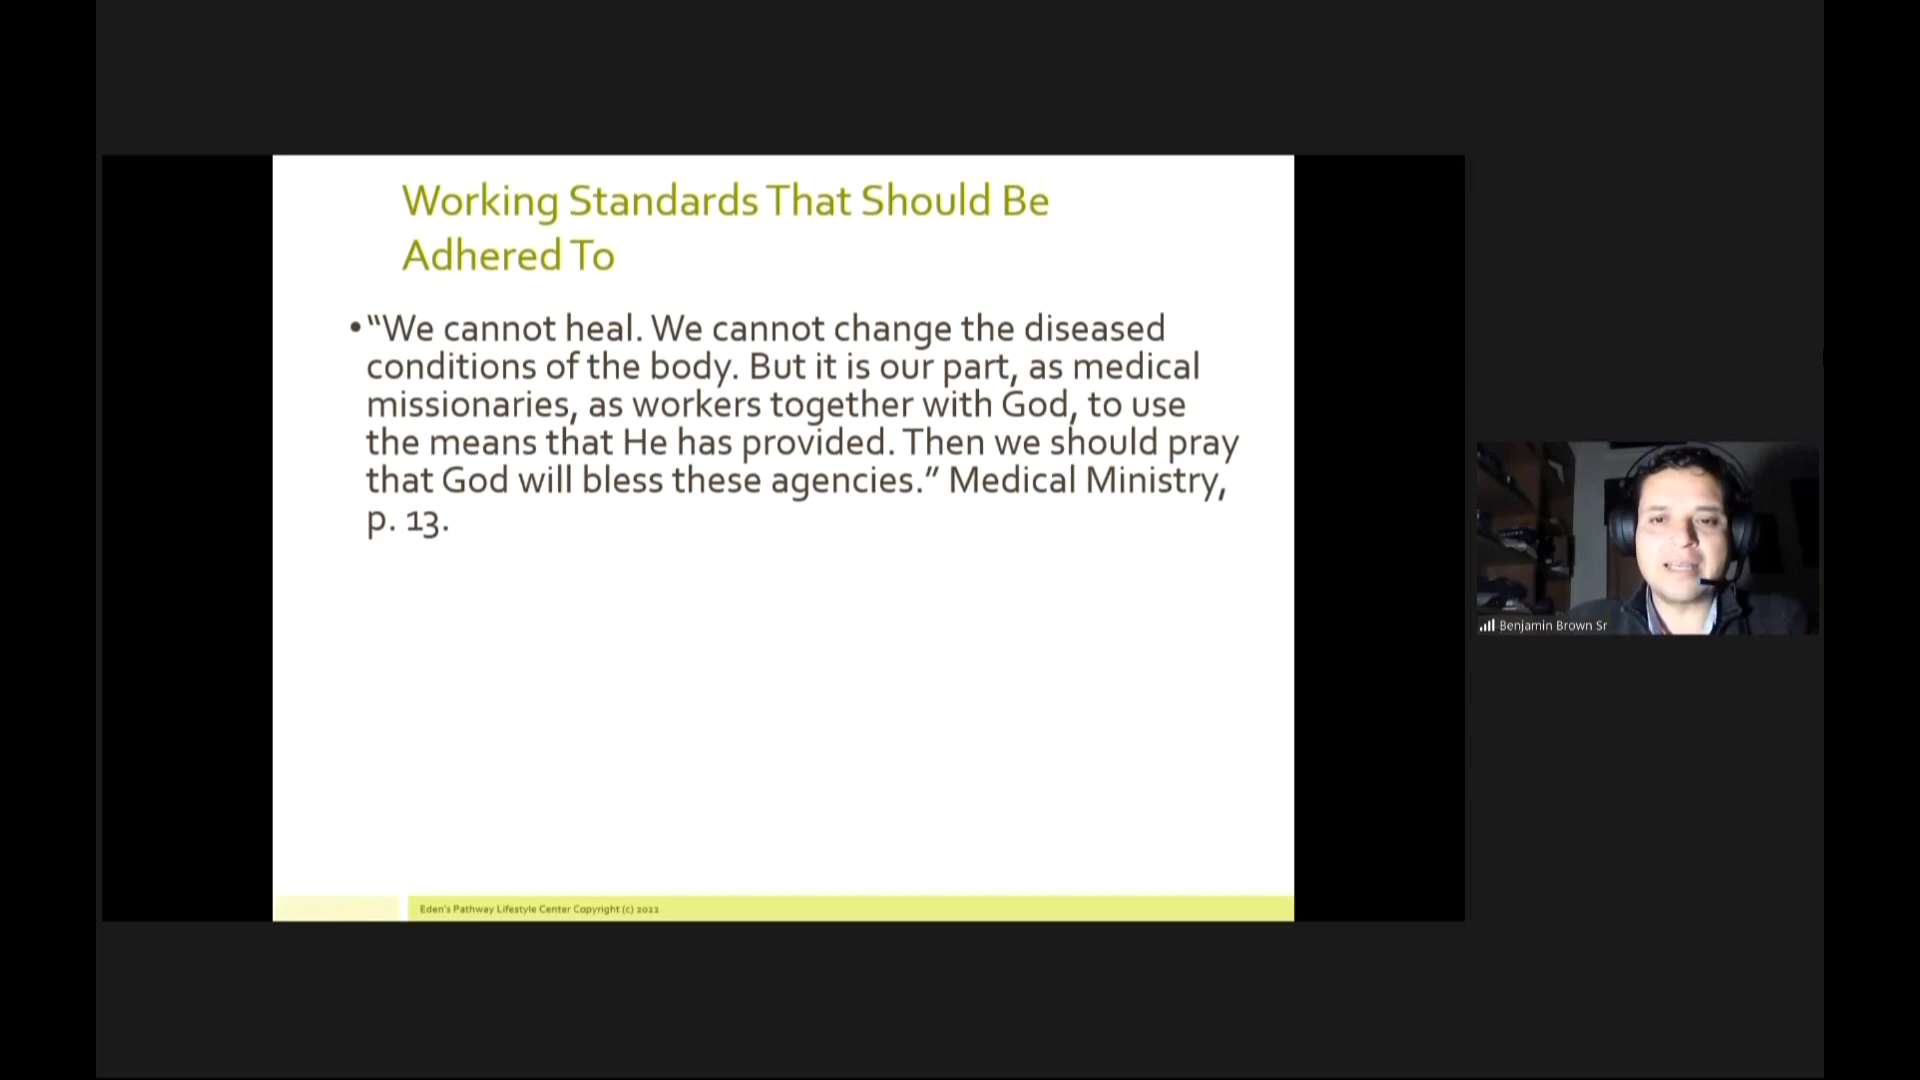 Working Standards That Should Be
Adhered To
•“We cannot heal. We cannot change the diseased
conditions of the body. But it is our part, as medical
missionaries, as workers together with God, to use
the means that He has provided. Then we should pray
that God will bless these agencies.” Medical Ministry,
p. 13.
Benjamin Brown Sr
Eden's Pathway Lifestyle Center Copyright (c) 2022